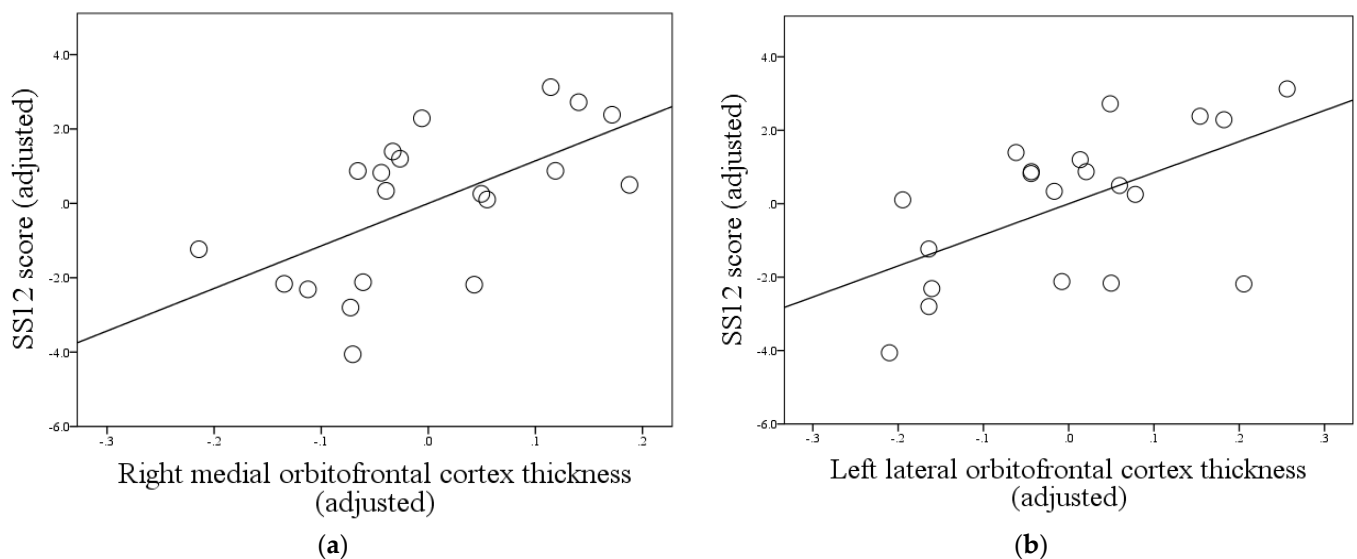 4.0
2.0
.0
-2.0
-4.0
-6.0
SS12 score (adjusted)
-.3 -.2 -.1 .0 .1 .2
Right medial orbitofrontal cortex thickness
(adjusted)
(a)
4.0
2.0
.0
-2.0
-4.0
-6.0
SS12 score (adjusted)
-.3 -.2 -.1 .0 .1 .2 .3
Left lateral orbitofrontal cortex thickness
(adjusted)
(b)